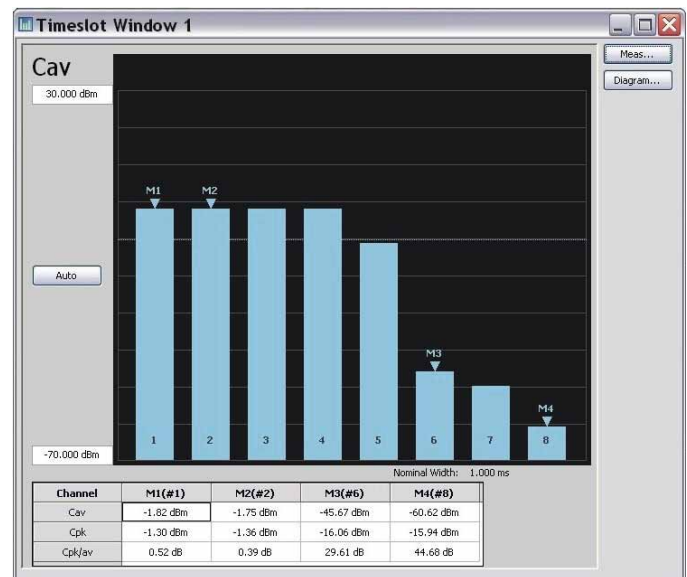 Timeslot Window 1
Cav
30.000 dBm
Meas...
Diagram...
M1 M2
Auto
M3
M4
1 2 3 4 5 6 7 8
-70.000 dBm
Nominal Width: 1.000 ms
Channel M1(#1) M2(#2) M3(#6) M4(#8)
Cav -1.82 dBm -1.75 dBm -45.67 dBm -60.62 dBm
Cpk -1.30 dBm -1.36 dBm -16.06 dBm -15.94 dBm
Cpk/av 0.52 dB 0.39 dB 29.61 dB 44.68 dB